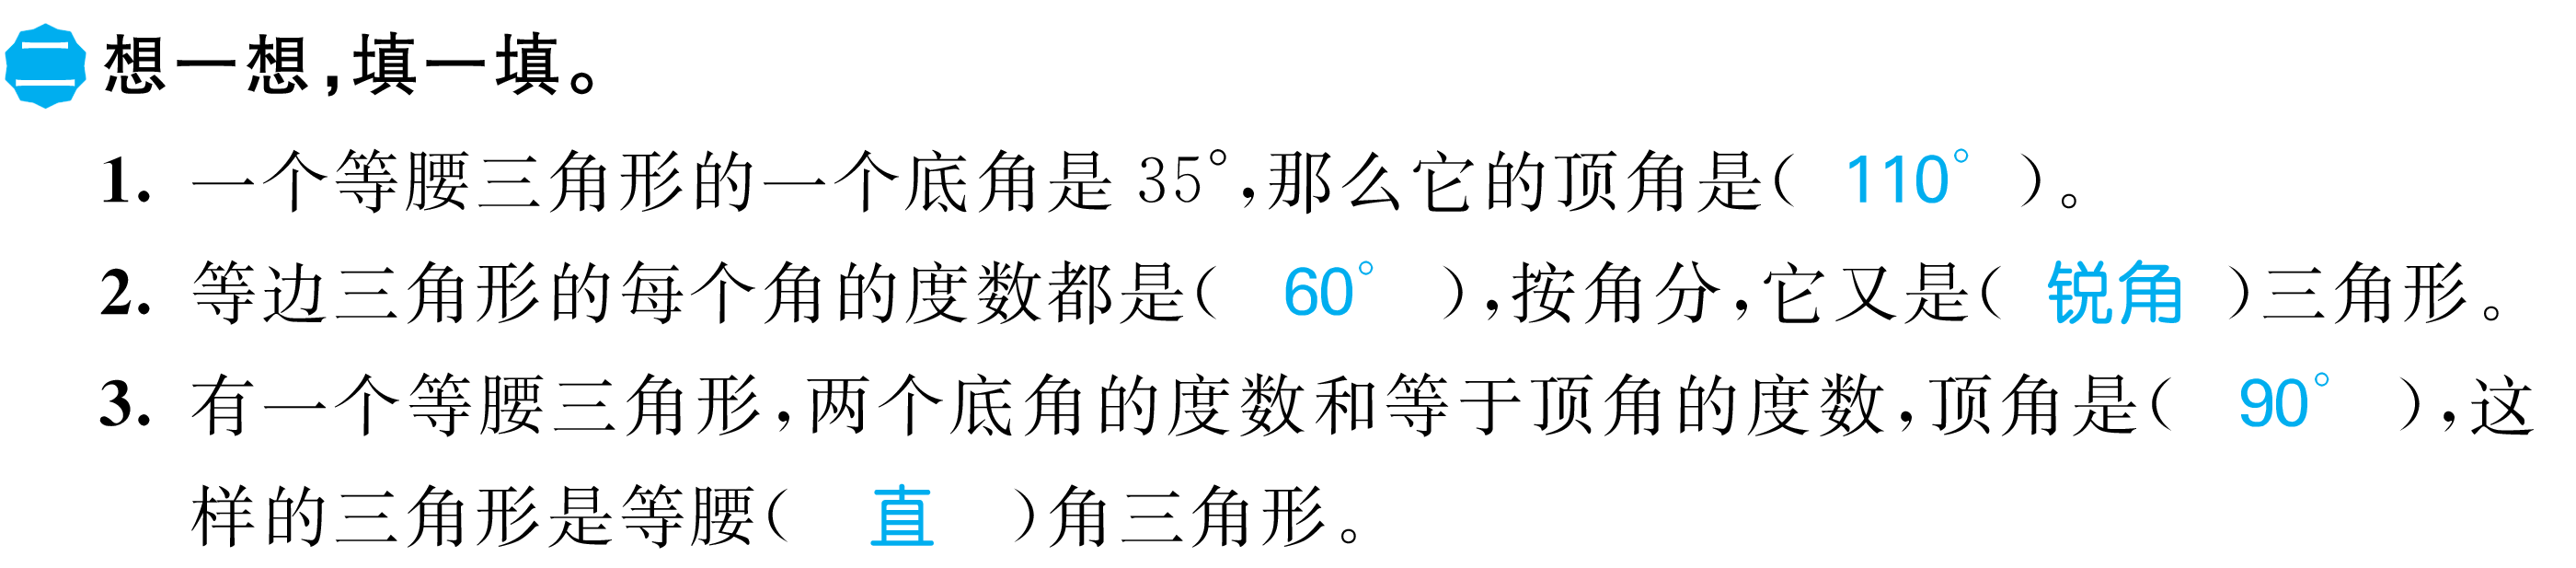 二 想一想,填一填。
1. 一个等腰三角形的一个底角是 35°,那么它的顶角是( 110° )。
2. 等边三角形的每个角的度数都是( 60° ),按角分,它又是( 锐角 )三角形。
3. 有一个等腰三角形,两个底角的度数和等于顶角的度数,顶角是( 90° ),这
样的三角形是等腰( 直 )角三角形。